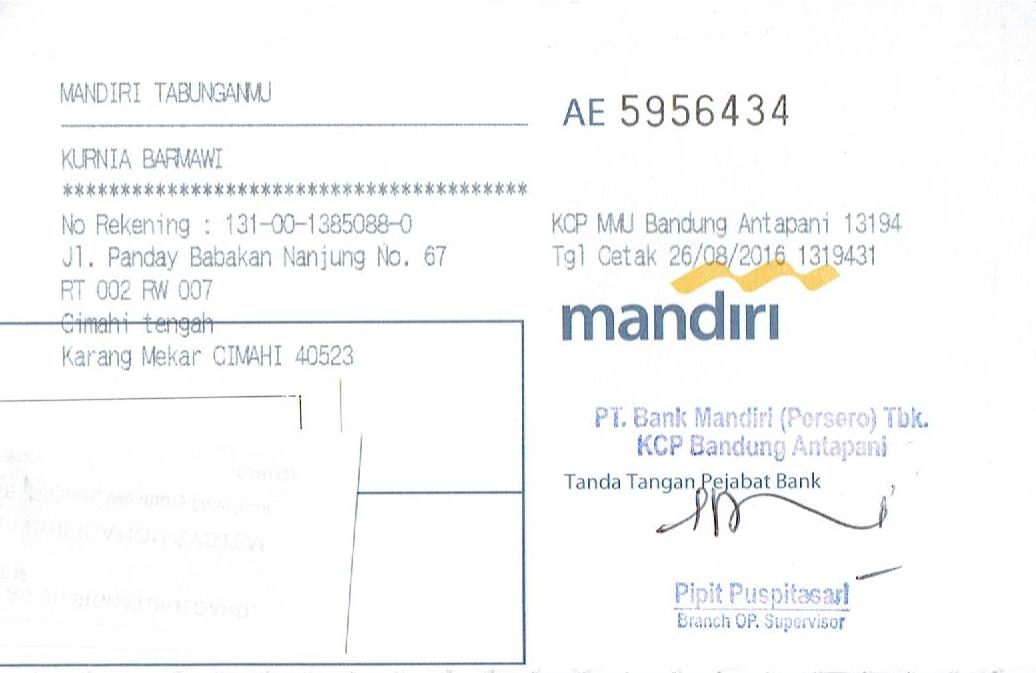 MANDIRI TABUNGANMU
AE 5956434
KURNIA BARMAWI
****************************************
No Rekening : 131-00-1385088-0
Jl. Panday Babakan Nanjung No. 67
RT 002 RW 007
Cimahi tengah
Karang Mekar CIMAHI 40523
KCP MMU Bandung Antapani 13194
Tgl Cetak 26/08/2016 1319431
mandiri
PT. Bank Mandiri (Persero) Tbk.
KCP Bandung Antapani
Tanda Tangan Pejabat Bank
Pipit Puspitasari
Branch OP. Supervisor